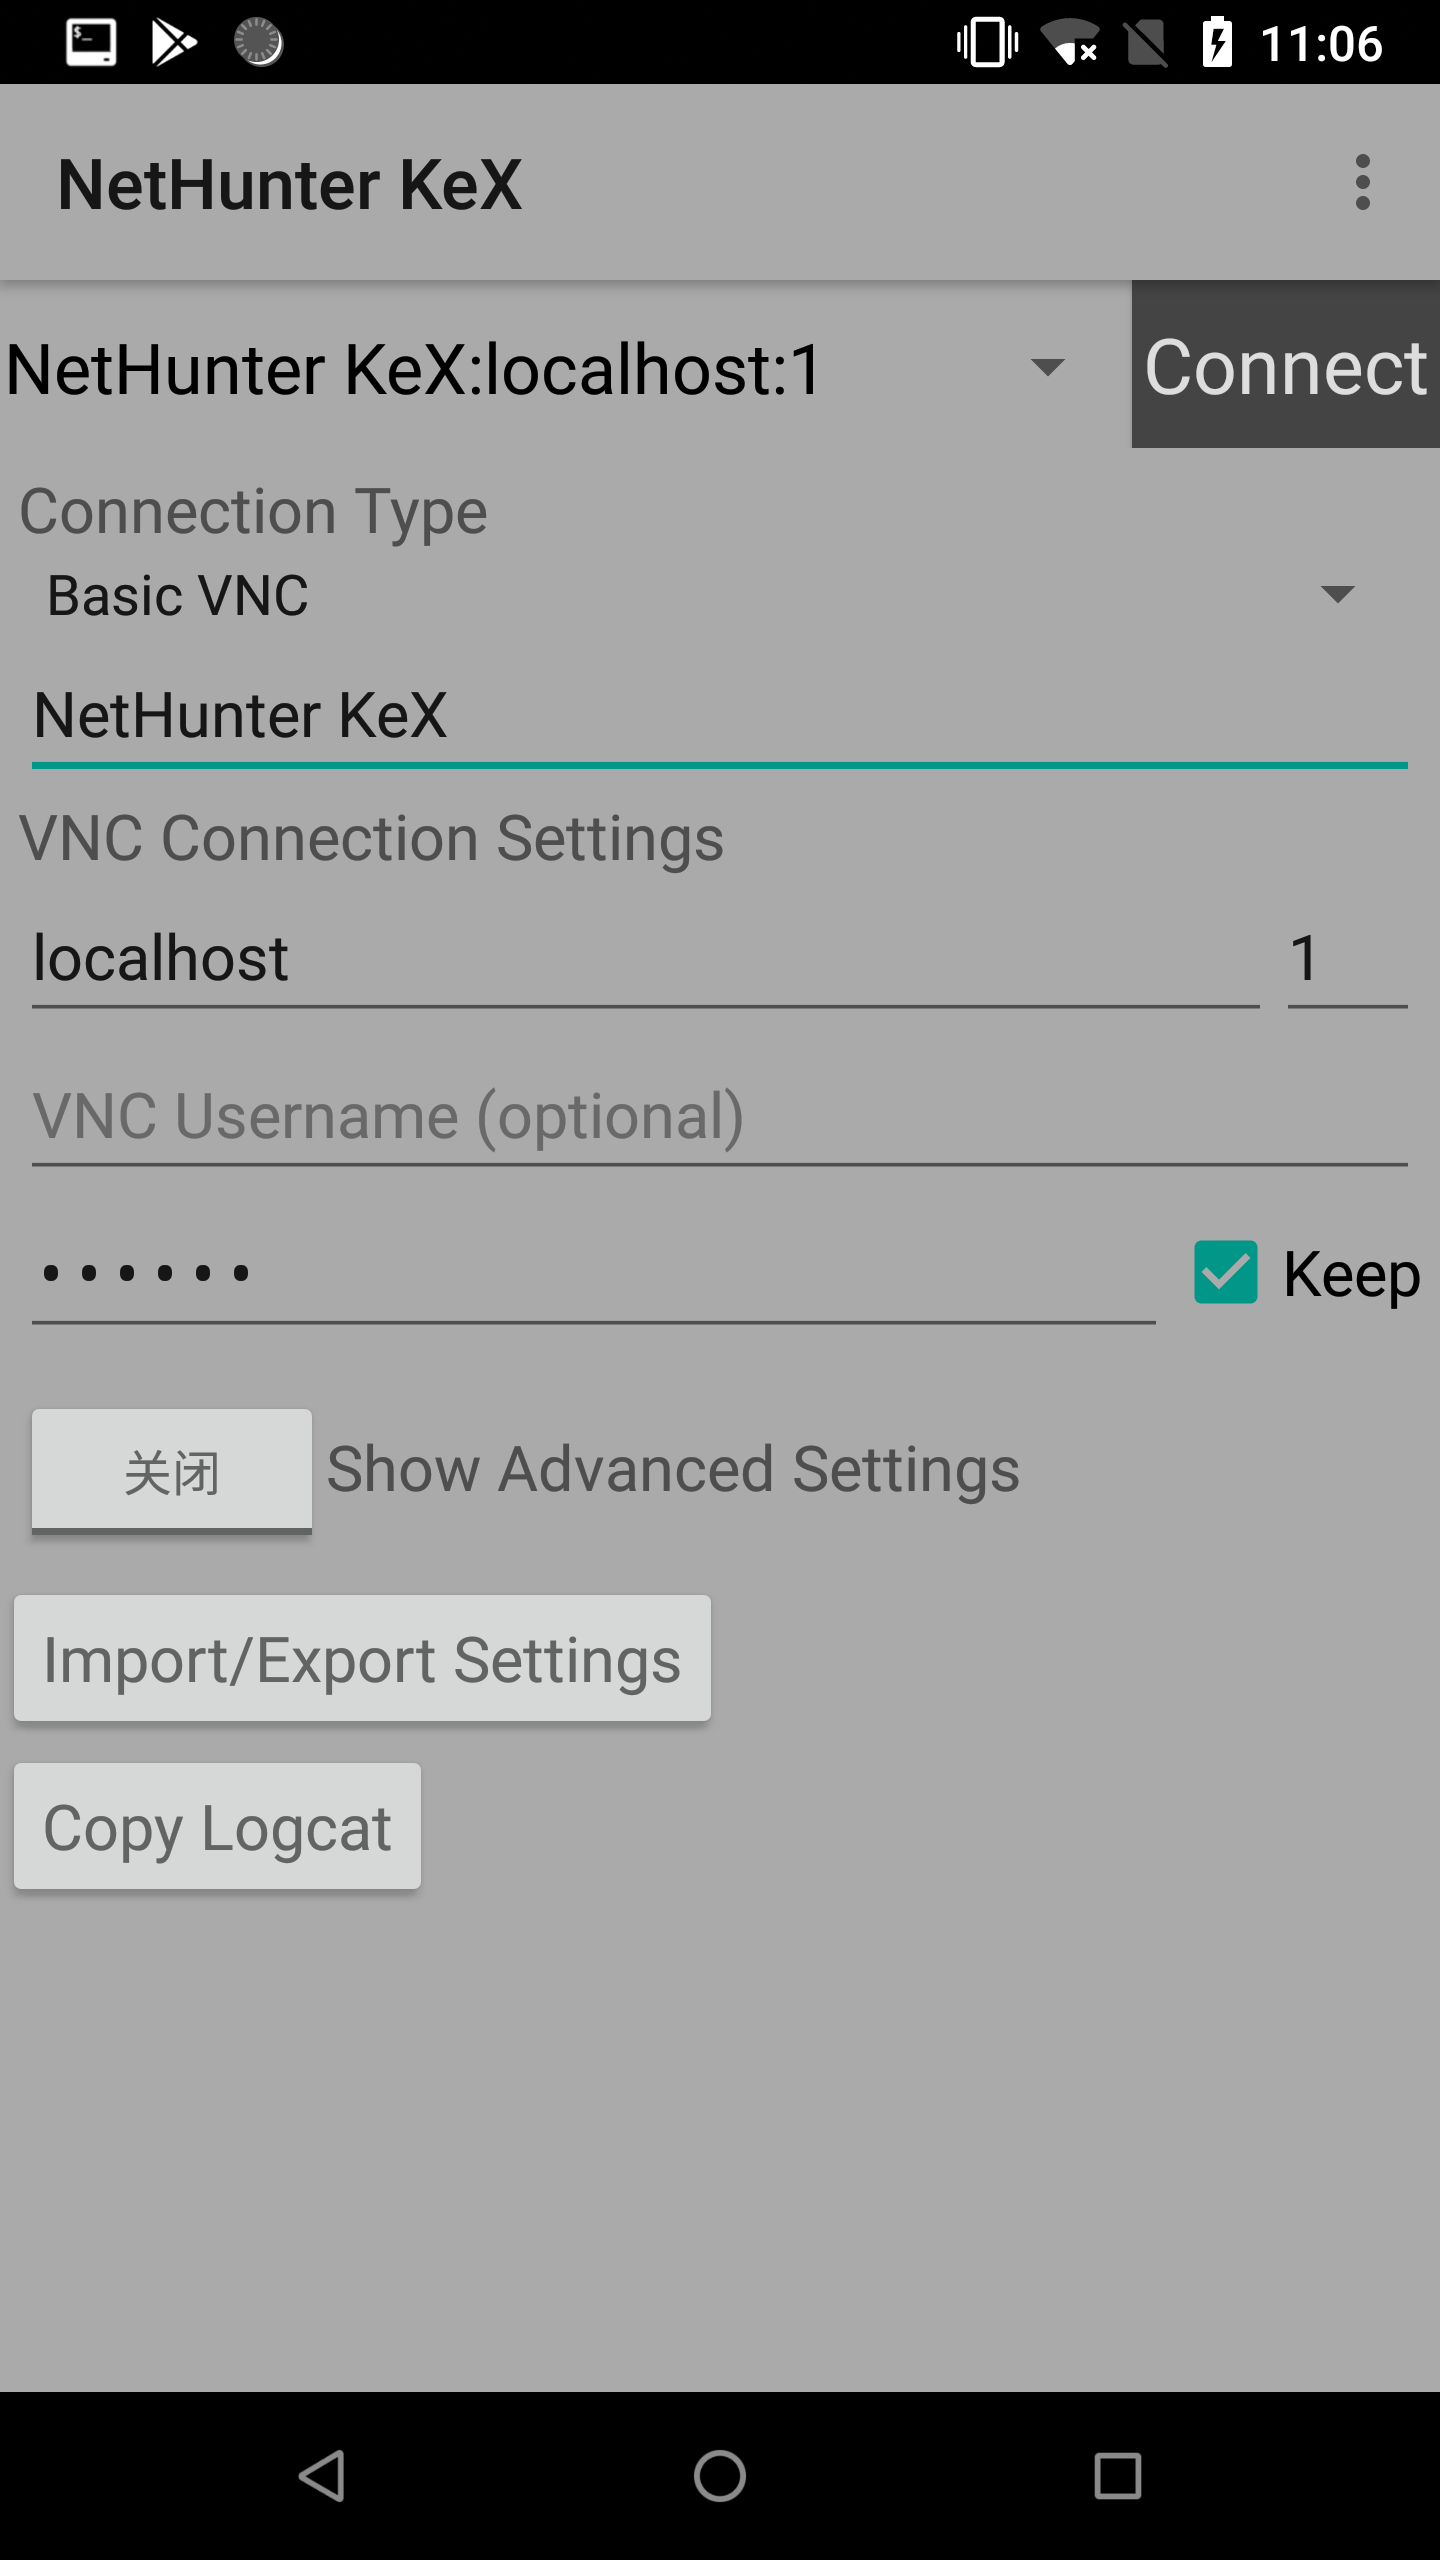 11:06
NetHunter KeX
NetHunter KeX:localhost:1
Connect
Connection Type
Basic VNC
NetHunter KeX
VNC Connection Settings
localhost 1
VNC Username (optional)
••••••
Keep
关闭 Show Advanced Settings
Import/Export Settings
Copy Logcat